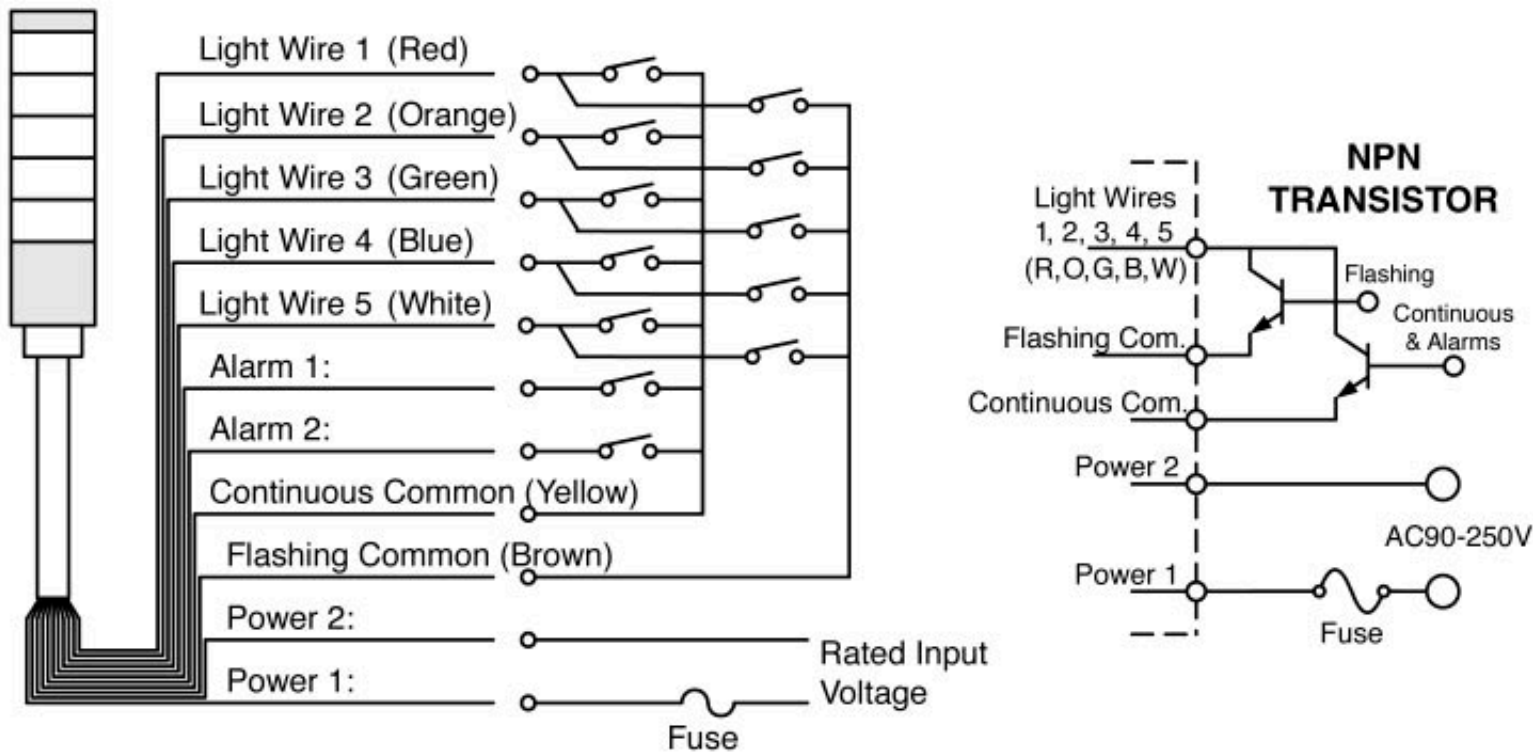 Light Wire 1 (Red)
Light Wire 2 (Orange)
Light Wire 3 (Green)
Light Wire 4 (Blue)
Light Wire 5 (White)
Alarm 1:
Alarm 2:
Continuous Common (Yellow)
Flashing Common (Brown)
Power 2:
Power 1:
Rated Input
Voltage
Fuse
NPN
TRANSISTOR
Light Wires
1, 2, 3, 4, 5
(R,O,G,B,W)
Flashing
Continuous
& Alarms
Flashing Com.
Continuous Com.
Power 2
AC90-250V
Power 1
Fuse